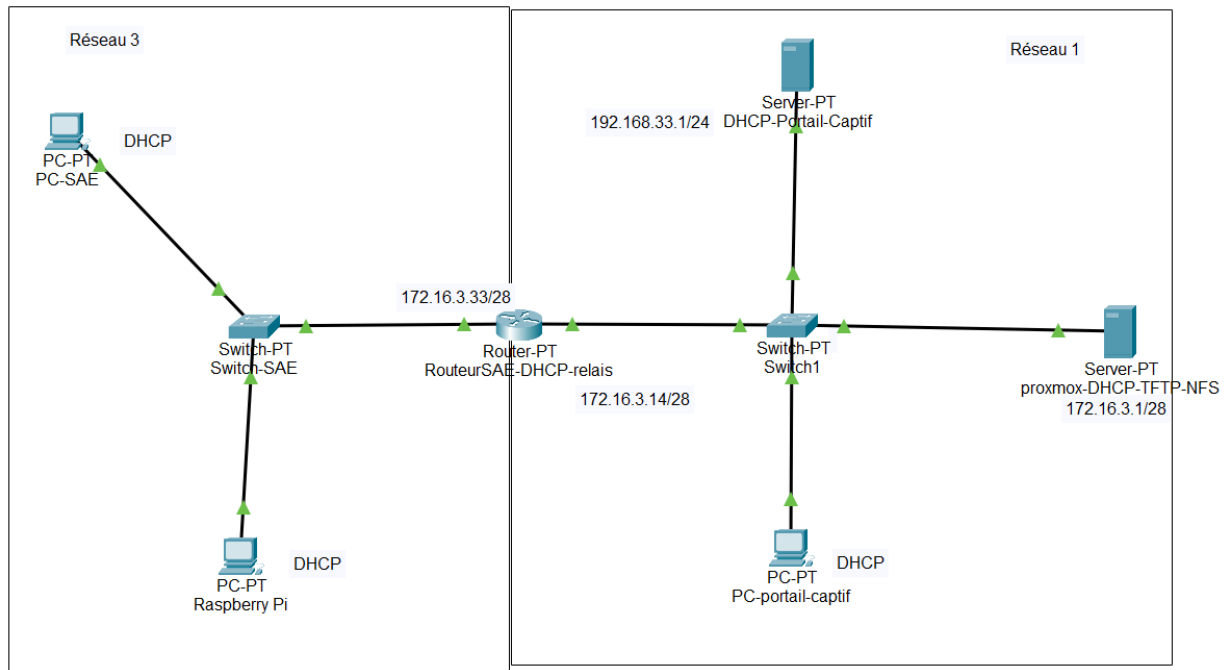 Réseau 3
Réseau 1
Server-PT
DHCP-Portail-Captif
192.168.33.1/24
DHCP
PC-PT
PC-SAE
172.16.3.33/28
Switch-PT
Switch-SAE
Router-PT
RouteurSAE-DHCP-relais
Switch-PT
Switch1
Server-PT
proxmox-DHCP-TFTP-NFS
172.16.3.1/28
172.16.3.14/28
DHCP
PC-PT
Raspberry Pi
DHCP
PC-PT
PC-portail-captif